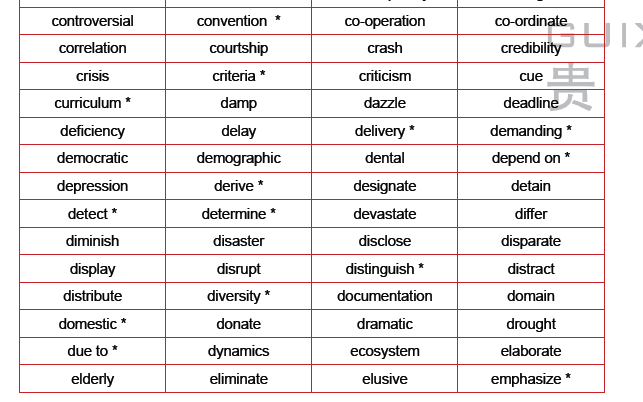 controversial convention * co-operation co-ordinate
correlation courtship crash credibility
crisis criteria * criticism cue
curriculum * damp dazzle deadline
deficiency delay delivery * demanding *
democratic demographic dental depend on *
depression derive * designate detain
detect * determine * devastate differ
diminish disaster disclose disparate
display disrupt distinguish * distract
distribute diversity * documentation domain
domestic * donate dramatic drought
due to * dynamics ecosystem elaborate
elderly eliminate elusive emphasize *
GUIX
贵